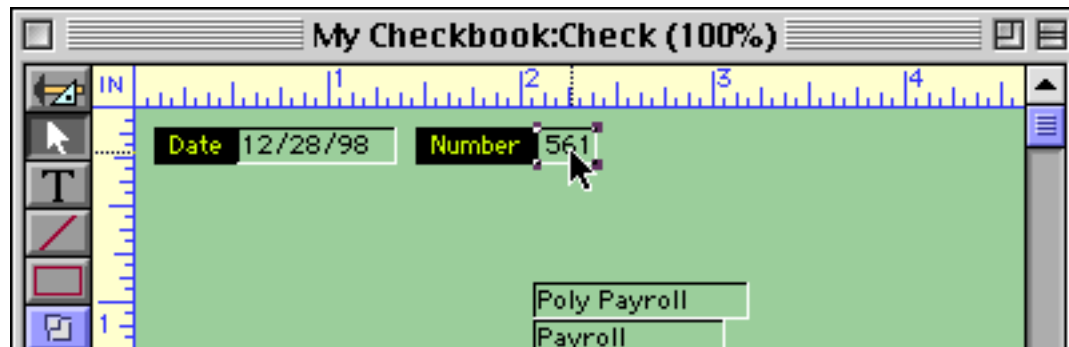 My Checkbook:Check (100%)
IN 1 2 3 4
Date 12/28/98 Number 561
T
Poly Payroll
1
Payroll